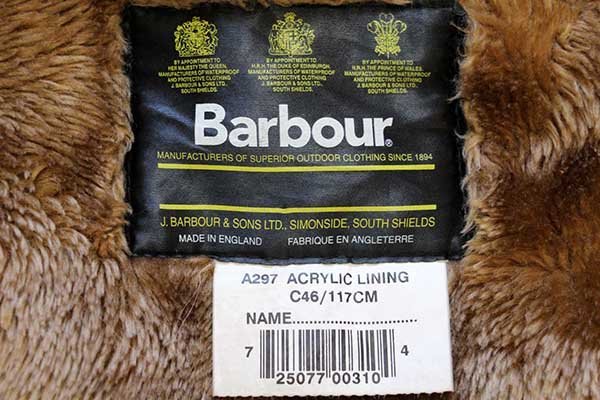 BY APPOINTMENT TO
HER MAJESTY THE QUEEN.
MANUFACTURERS OF WATERPROOF
AND PROTECTIVE CLOTHING
J. BARBOUR & SONS LTD.
SOUTH SHIELDS.
BY APPOINTMENT TO
H.R.H. THE DUKE OF EDINBURGH.
MANUFACTURERS OF WATERPROOF
AND PROTECTIVE CLOTHING
J. BARBOUR & SONS LTD.
SOUTH SHIELDS.
BY APPOINTMENT TO
H.R.H. THE PRINCE OF WALES.
MANUFACTURERS OF WATERPROOF
AND PROTECTIVE CLOTHING
J. BARBOUR & SONS LTD.
SOUTH SHIELDS.
Barbour®
MANUFACTURERS OF SUPERIOR OUTDOOR CLOTHING SINCE 1894
J. BARBOUR & SONS LTD., SIMONSIDE, SOUTH SHIELDS
MADE IN ENGLAND FABRIQUE EN ANGLETERRE
A297 ACRYLIC LINING
C46/117CM
NAME........................
7 25077 00310 4